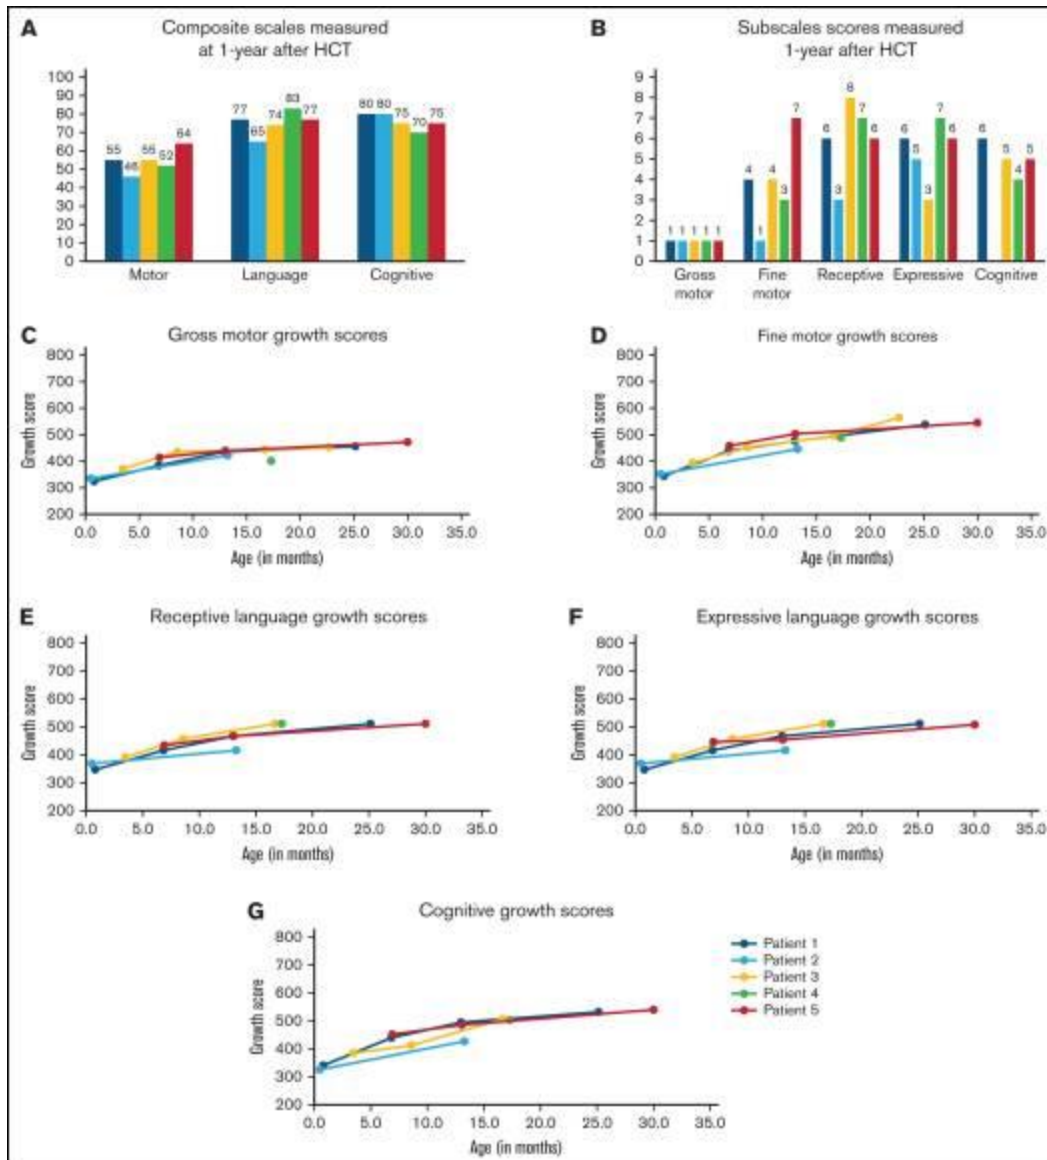 A
Composite scales measured
at 1-year after HCT
100
90
80
70
60
50
40
30
20
10
0
55 46 55 52 64
77 65 74 83 77
80 80 75 70 75
Motor Language Cognitive
B
Subscales scores measured
1-year after HCT
9
8
7
6
5
4
3
2
1
0
1 1 1 1 1
4 1 4 3 7
6 3 8 7 6
6 5 3 7 6
6 5 4 5
Gross Fine Receptive Expressive Cognitive
motor motor
C
Gross motor growth scores
Growth score
800
700
600
500
400
300
200
0.0 5.0 10.0 15.0 20.0 25.0 30.0 35.0
Age (in months)
D
Fine motor growth scores
Growth score
800
700
600
500
400
300
200
0.0 5.0 10.0 15.0 20.0 25.0 30.0 35.0
Age (in months)
E
Receptive language growth scores
Growth score
800
700
600
500
400
300
200
0.0 5.0 10.0 15.0 20.0 25.0 30.0 35.0
Age (in months)
F
Expressive language growth scores
Growth score
800
700
600
500
400
300
200
0.0 5.0 10.0 15.0 20.0 25.0 30.0 35.0
Age (in months)
G
Cognitive growth scores
Growth score
800
700
600
500
400
300
200
0.0 5.0 10.0 15.0 20.0 25.0 30.0 35.0
Age (in months)
Patient 1
Patient 2
Patient 3
Patient 4
Patient 5